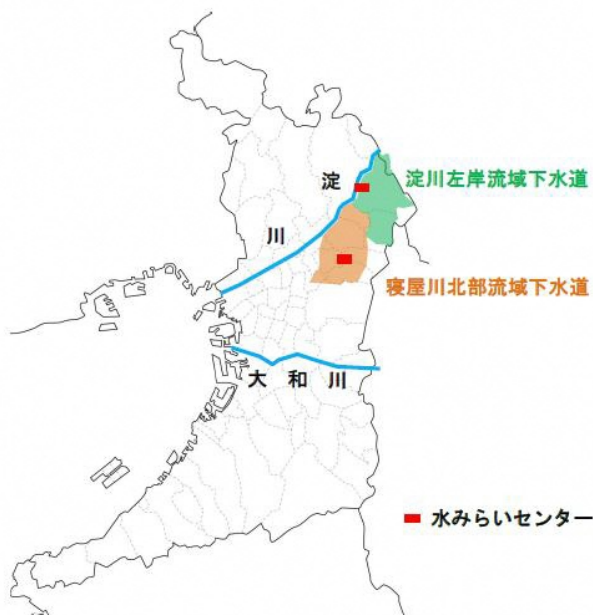 淀川左岸流域下水道
淀
川
寝屋川北部流域下水道
大和川
水みらいセンター